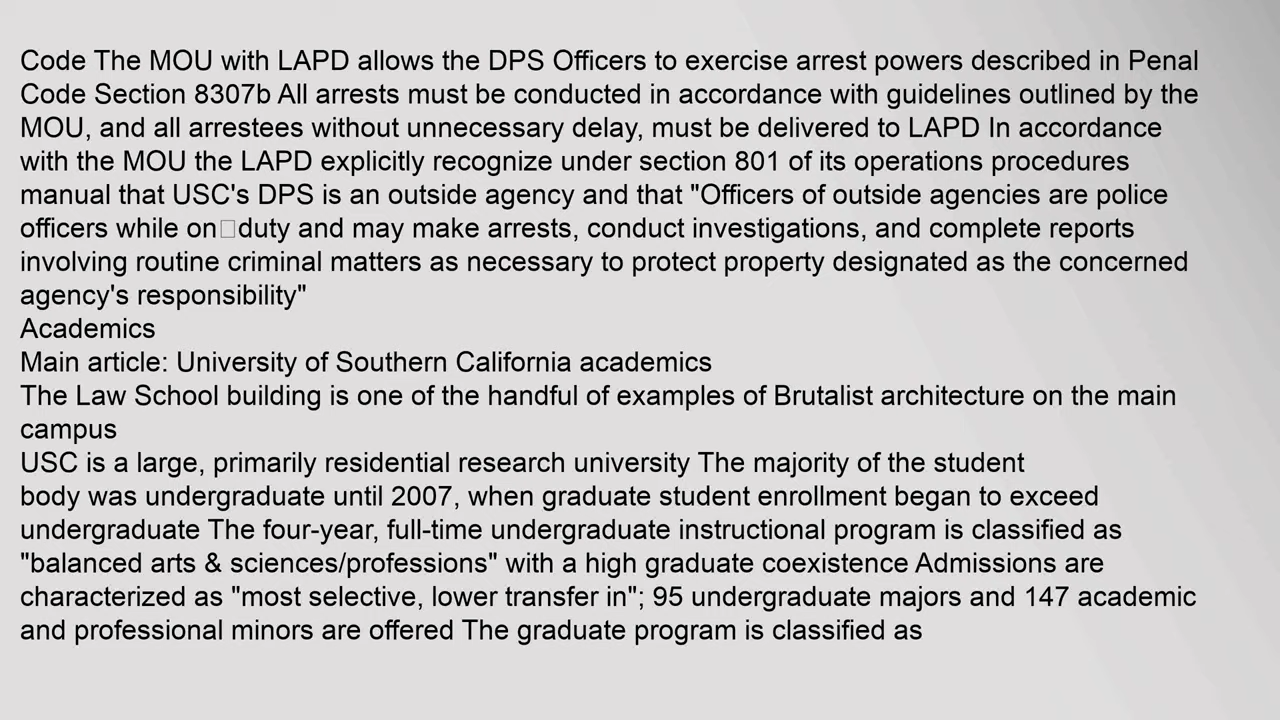 Code The MOU with LAPD allows the DPS Officers to exercise arrest powers described in Penal
Code Section 8307b All arrests must be conducted in accordance with guidelines outlined by the
MOU, and all arrestees without unnecessary delay, must be delivered to LAPD In accordance
with the MOU the LAPD explicitly recognize under section 801 of its operations procedures
manual that USC's DPS is an outside agency and that "Officers of outside agencies are police
officers while on□duty and may make arrests, conduct investigations, and complete reports
involving routine criminal matters as necessary to protect property designated as the concerned
agency's responsibility"
Academics
Main article: University of Southern California academics
The Law School building is one of the handful of examples of Brutalist architecture on the main
campus
USC is a large, primarily residential research university The majority of the student
body was undergraduate until 2007, when graduate student enrollment began to exceed
undergraduate The four-year, full-time undergraduate instructional program is classified as
"balanced arts & sciences/professions" with a high graduate coexistence Admissions are
characterized as "most selective, lower transfer in"; 95 undergraduate majors and 147 academic
and professional minors are offered The graduate program is classified as